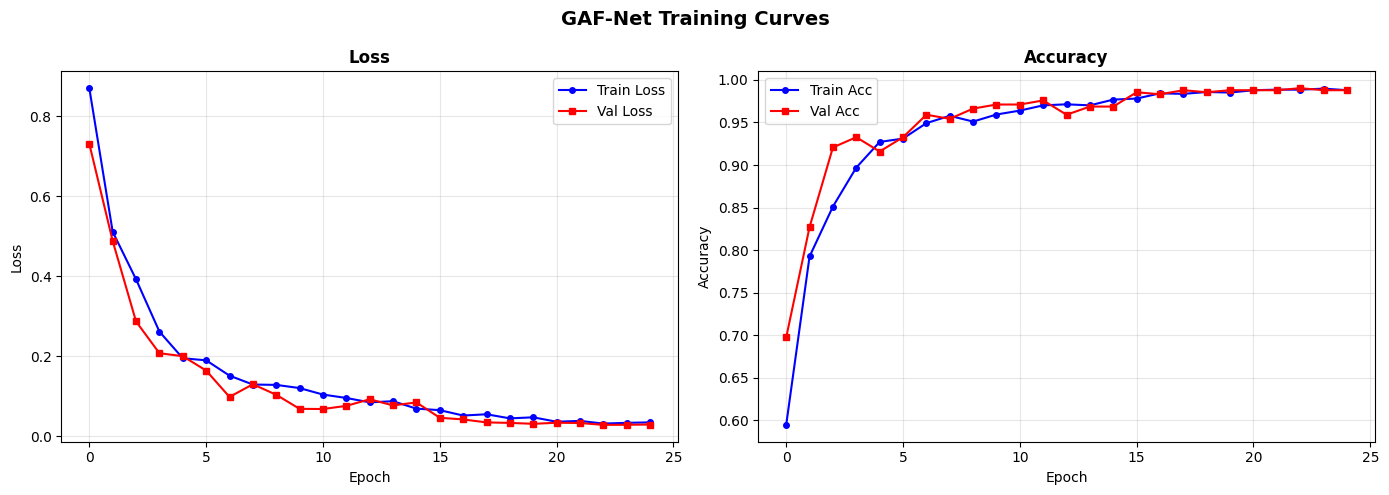 GAF-Net Training Curves
Loss
Train Loss
Val Loss
0.8
0.6
0.4
0.2
0.0
Loss
0
5
10
15
20
25
Epoch
Accuracy
Train Acc
Val Acc
1.00
0.95
0.90
0.85
0.80
0.75
0.70
0.65
0.60
Accuracy
0
5
10
15
20
25
Epoch